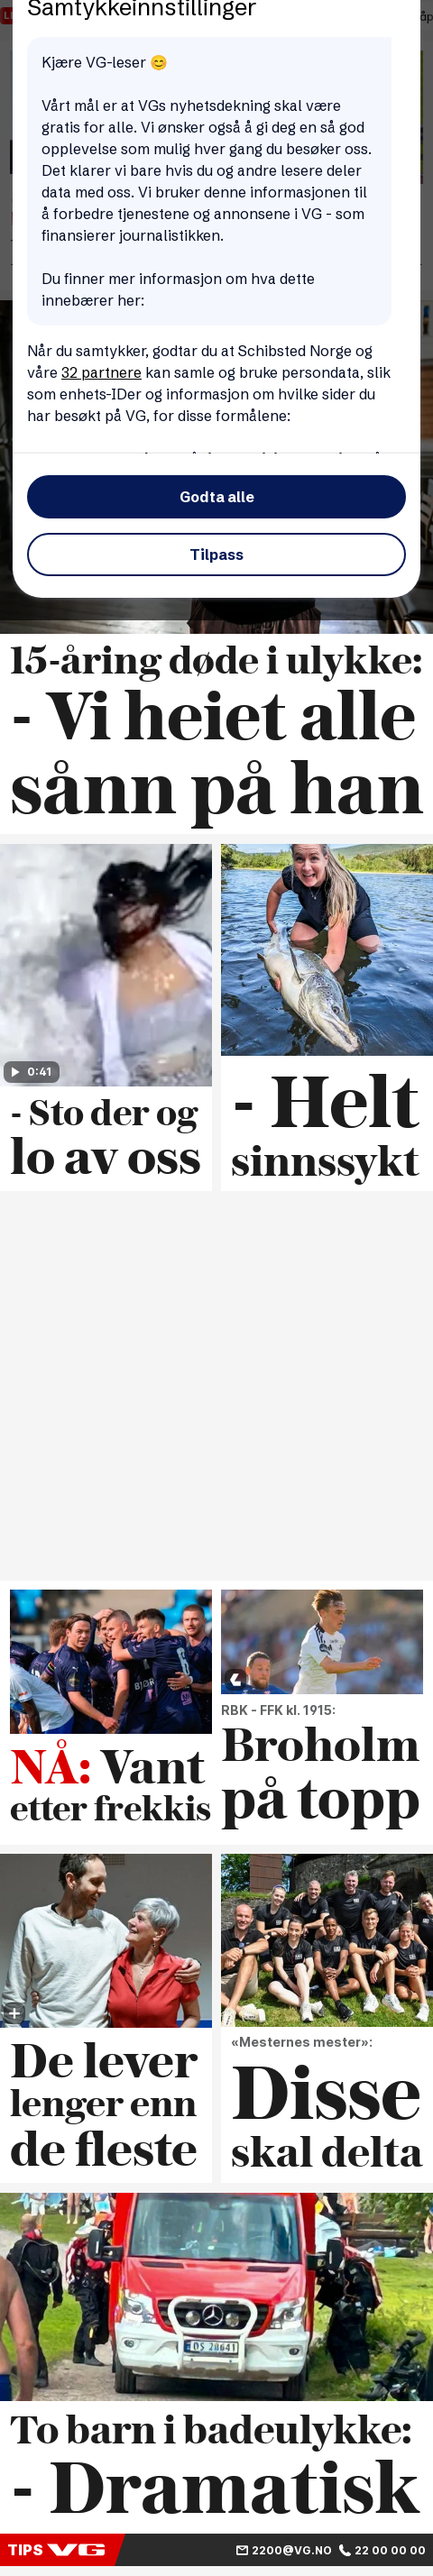 Samtykkeinnstillinger
Kjære VG-leser 😊
Vårt mål er at VGs nyhetsdekning skal være
gratis for alle. Vi ønsker også å gi deg en så god
opplevelse som mulig hver gang du besøker oss.
Det klarer vi bare hvis du og andre lesere deler
data med oss. Vi bruker denne informasjonen til
å forbedre tjenestene og annonsene i VG - som
finansierer journalistikken.
Du finner mer informasjon om hva dette
innebærer her:
Når du samtykker, godtar du at Schibsted Norge og
våre 32 partnere kan samle og bruke persondata, slik
som enhets-IDer og informasjon om hvilke sider du
har besøkt på VG, for disse formålene:
Godta alle
Tilpass
15-åring døde i ulykke:
- Vi heiet alle
sånn på han
0:41
- Sto der og
lo av oss
- Helt
sinnssykt
NÅ: Vant
etter frekkis
RBK - FFK kl. 1915:
Broholm
på topp
De lever
lenger enn
de fleste
«Mesternes mester»:
Disse
skal delta
To barn i badeulykke:
- Dramatisk
TIPS VG 2200@VG.NO 22 00 00 00